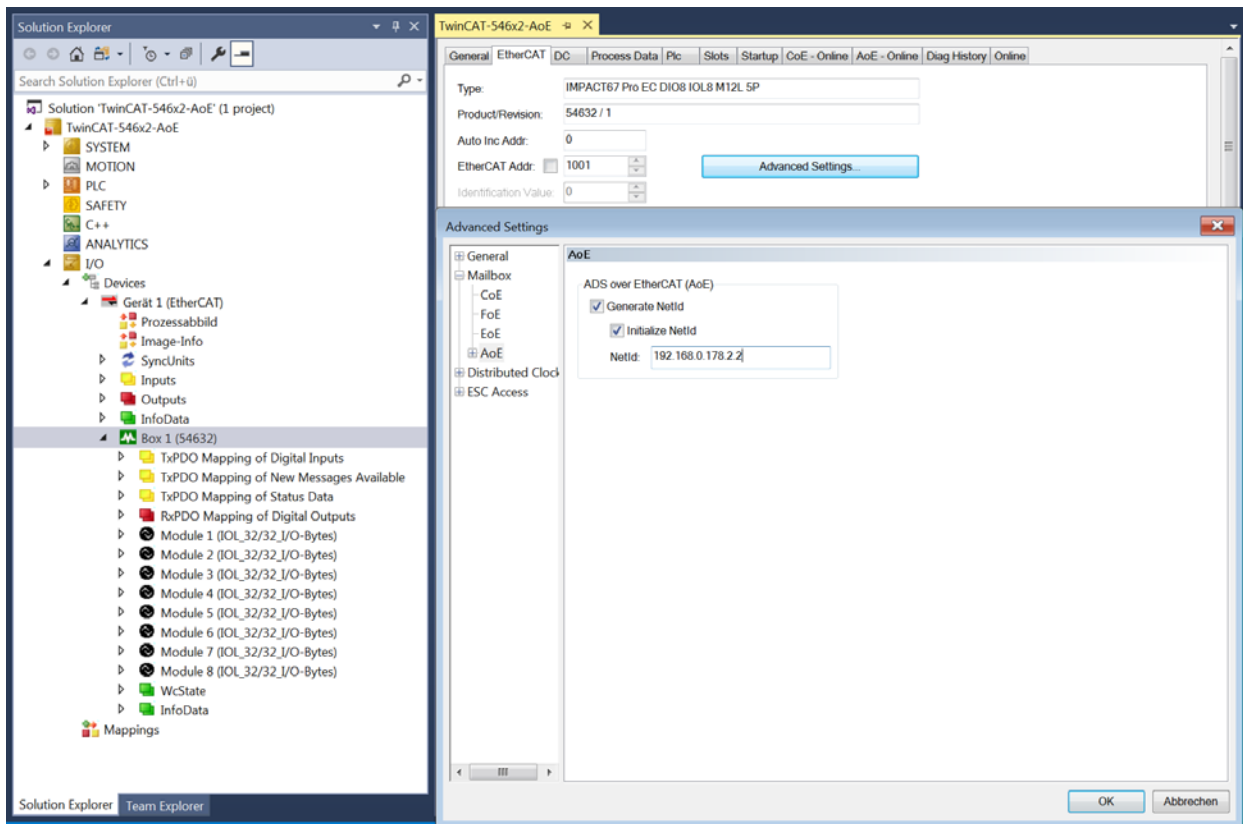 Solution Explorer
Search Solution Explorer (Ctrl+ü)
Solution 'TwinCAT-546x2-AoE' (1 project)
TwinCAT-546x2-AoE
SYSTEM
MOTION
PLC
SAFETY
C++
ANALYTICS
I/O
Devices
Gerät 1 (EtherCAT)
Prozessabbild
Image-Info
SyncUnits
Inputs
Outputs
InfoData
Box 1 (54632)
TxPDO Mapping of Digital Inputs
TxPDO Mapping of New Messages Available
TxPDO Mapping of Status Data
RxPDO Mapping of Digital Outputs
Module 1 (IOL_32/32_I/O-Bytes)
Module 2 (IOL_32/32_I/O-Bytes)
Module 3 (IOL_32/32_I/O-Bytes)
Module 4 (IOL_32/32_I/O-Bytes)
Module 5 (IOL_32/32_I/O-Bytes)
Module 6 (IOL_32/32_I/O-Bytes)
Module 7 (IOL_32/32_I/O-Bytes)
Module 8 (IOL_32/32_I/O-Bytes)
WcState
InfoData
Mappings
Solution Explorer Team Explorer
TwinCAT-546x2-AoE
General EtherCAT DC Process Data Plc Slots Startup CoE - Online AoE - Online Diag History Online
Type: IMPACT67 Pro EC DIO8 IOL8 M12L 5P
Product/Revision: 54632 / 1
Auto Inc Addr: 0
EtherCAT Addr: 1001 Advanced Settings...
Identification Value: 0
Advanced Settings
General
Mailbox
CoE
FoE
EoE
AoE
Distributed Clock
ESC Access
AoE
ADS over EtherCAT (AoE)
Generate NetId
Initialize NetId
NetId: 192.168.0.178.2.2
OK Abbrechen